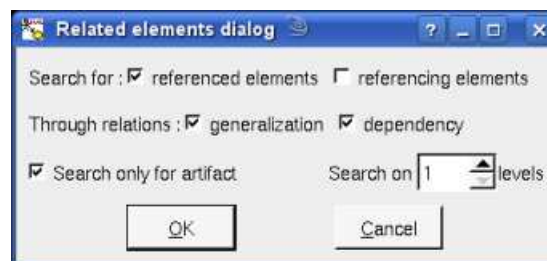 Related elements dialog
Search for : referenced elements referencing elements
Through relations : generalization dependency
Search only for artifact Search on 1 levels
OK Cancel